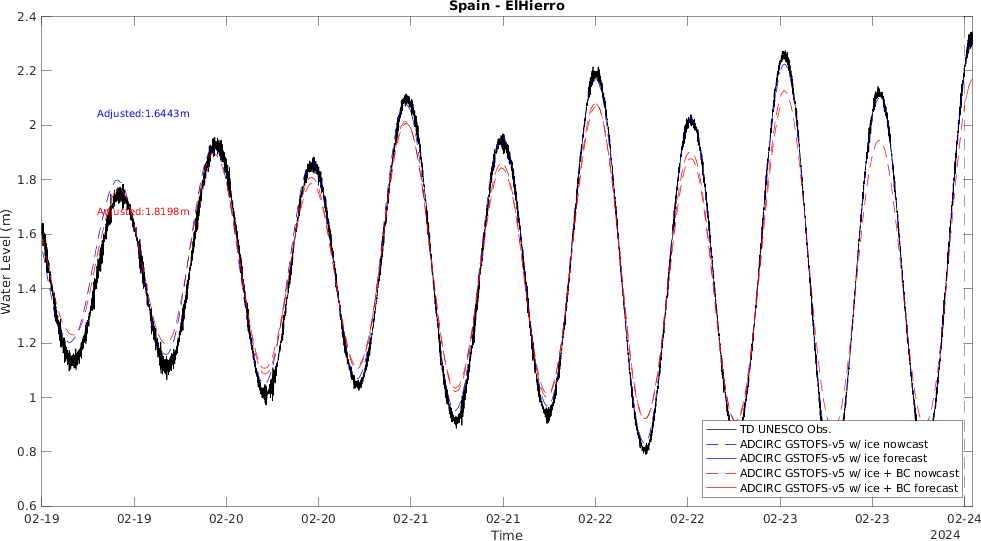 Spain - ElHierro
2.4
2.2
2
1.8
1.6
1.4
1.2
1
0.8
0.6
Water Level (m)
Adjusted:1.6443m
Adjusted:1.8198m
TD UNESCO Obs.
ADCIRC GSTOFS-v5 w/ ice nowcast
ADCIRC GSTOFS-v5 w/ ice forecast
ADCIRC GSTOFS-v5 w/ ice + BC nowcast
ADCIRC GSTOFS-v5 w/ ice + BC forecast
02-19 02-19 02-20 02-20 02-21 02-21 02-22 02-22 02-23 02-23 02-24
Time
2024